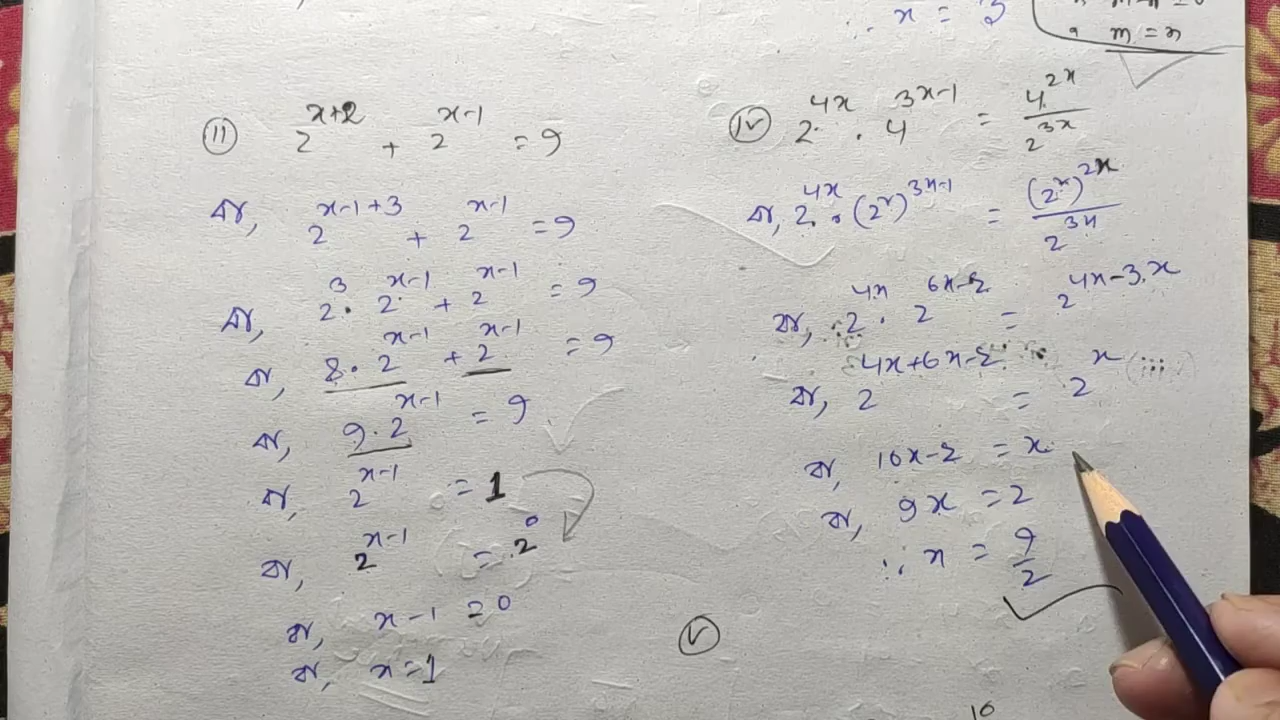 ∴ x = 3
m = n
(ii) 2^{x+2} + 2^{x-1} = 9
বা, 2^{x-1+3} + 2^{x-1} = 9
বা, 2^3 . 2^{x-1} + 2^{x-1} = 9
বা, 8 . 2^{x-1} + 2^{x-1} = 9
বা, 9 . 2^{x-1} = 9
বা, 2^{x-1} = 1
বা, 2^{x-1} = 2^0
বা, x-1 = 0
বা, x = 1
(iv) 2^{4x} . 4^{3x-1} = 4^{2x}/2^{3x}
বা, 2^{4x} . (2^2)^{3x-1} = (2^2)^{2x}/2^{3x}
বা, 2^{4x} . 2^{6x-2} = 2^{4x-3x}
বা, 2^{4x+6x-2} = 2^x
বা, 10x-2 = x
বা, 9x = 2
∴ x = 9/2
(v)
10